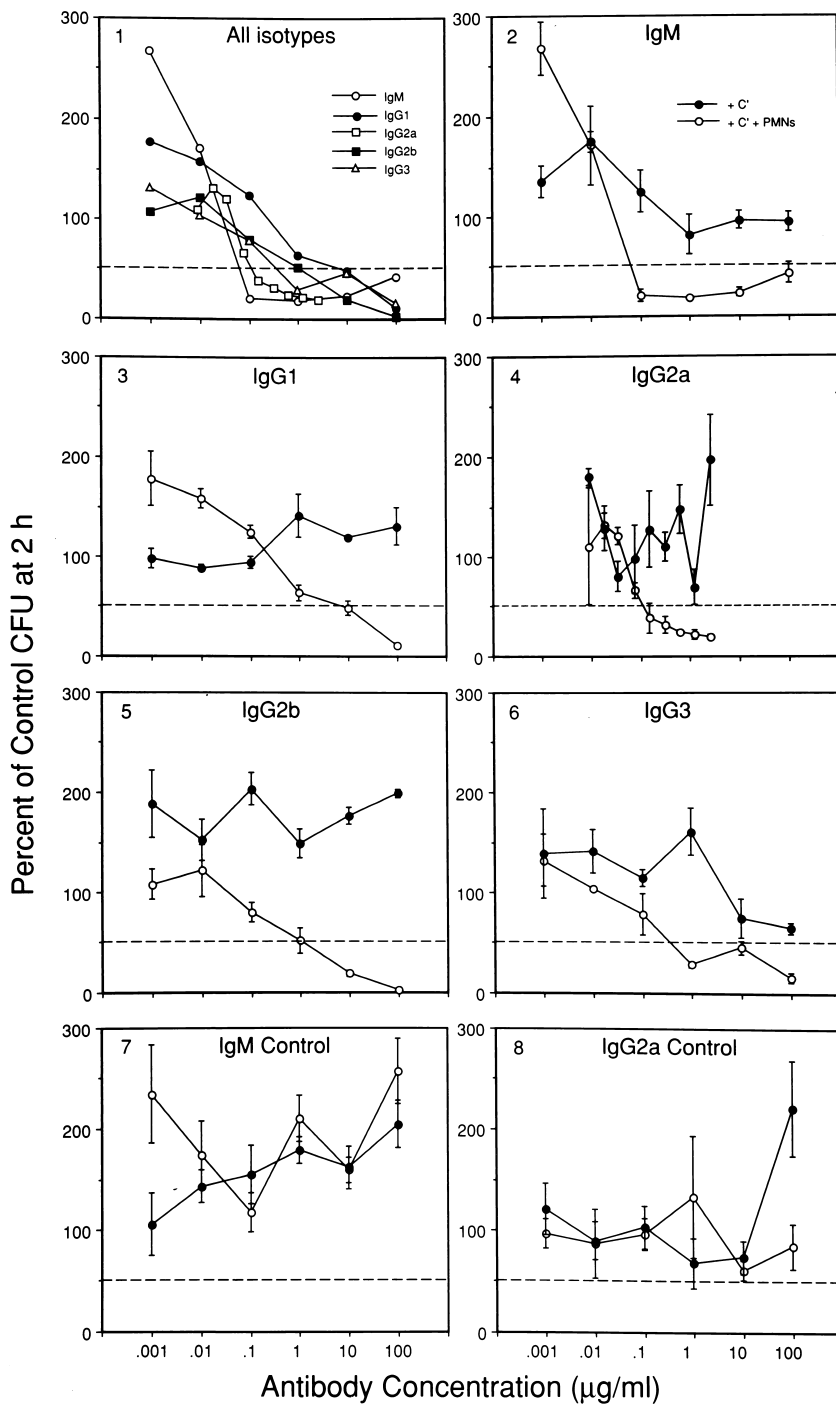 Percent of Control CFU at 2 h
1 All isotypes
300
200
100
0
IgM
IgG1
IgG2a
IgG2b
IgG3
2 IgM
300
200
100
0
+ C'
+ C' + PMNs
3 IgG1
300
200
100
0
4 IgG2a
300
200
100
0
5 IgG2b
300
200
100
0
6 IgG3
300
200
100
0
7 IgM Control
300
200
100
0
.001 .01 .1 1 10 100
8 IgG2a Control
300
200
100
0
.001 .01 .1 1 10 100
Antibody Concentration (μg/ml)